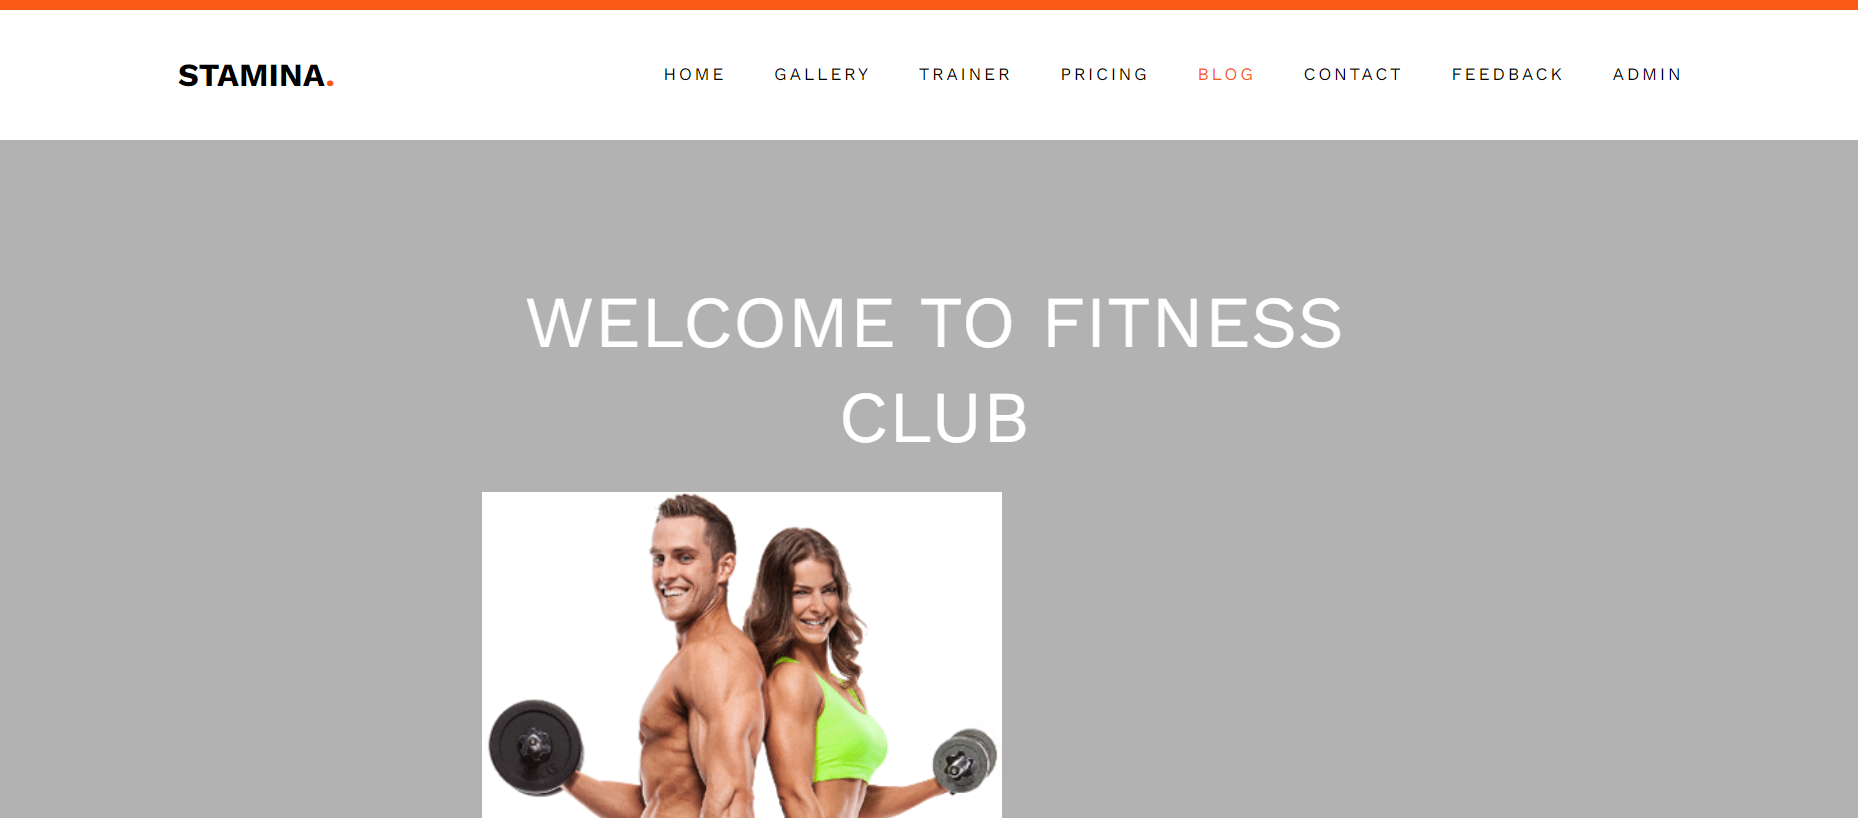 STAMINA.
HOME GALLERY TRAINER PRICING BLOG CONTACT FEEDBACK ADMIN
WELCOME TO FITNESS
CLUB